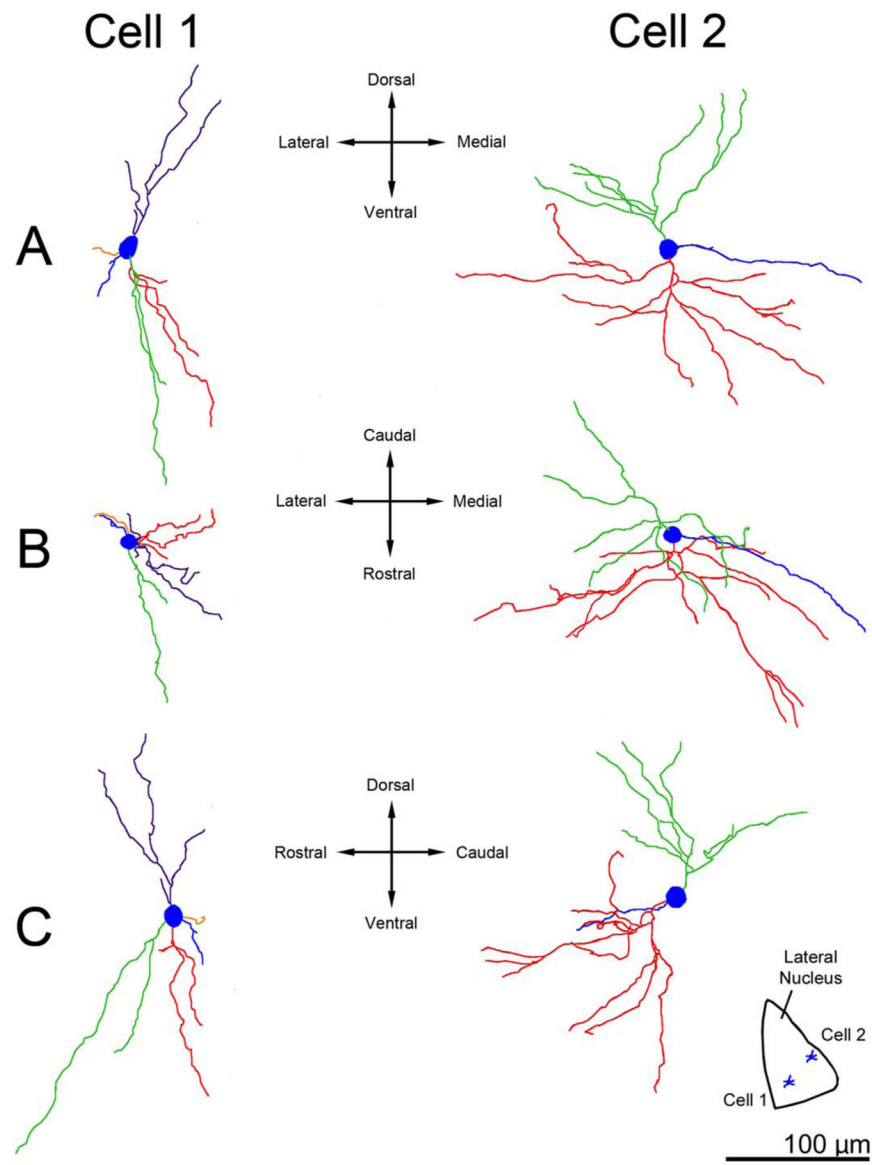 Cell 1
Cell 2
Dorsal
Lateral
Medial
Ventral
A
Caudal
Lateral
Medial
Rostral
B
Dorsal
Rostral
Caudal
Ventral
C
Lateral
Nucleus
Cell 2
Cell 1
100 µm